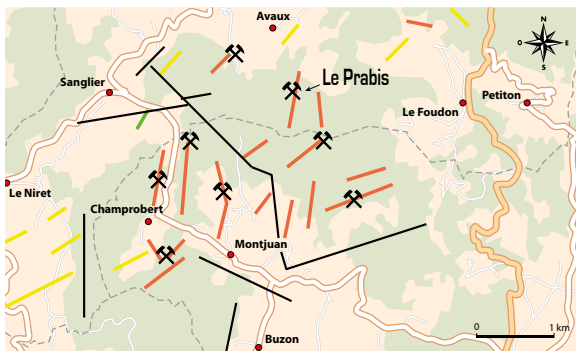 Avaux
N
O
E
S
Le Prabis
Sanglier
Petiton
Le Foudon
Le Niret
Champrobert
Montjuan
Buzon
0
1 km